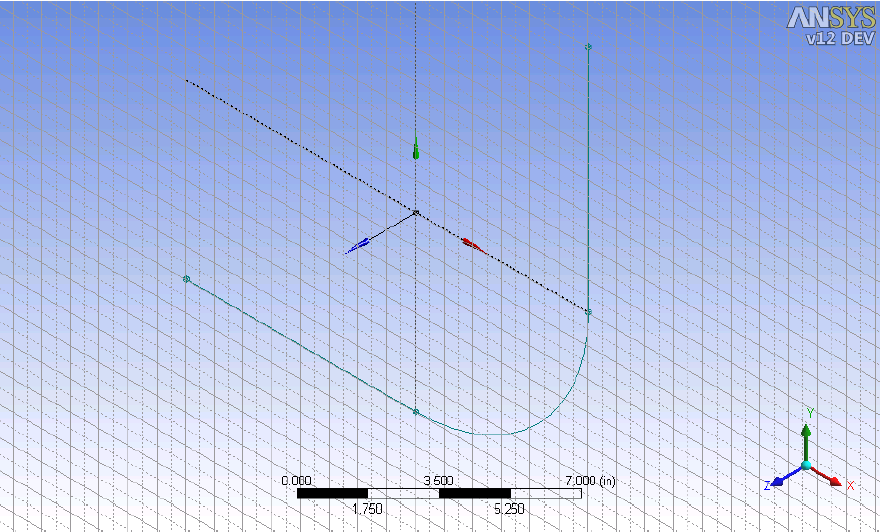 ANSYS
v12 DEV
0.000 3.500 7.000 (in)
1.750 5.250
Y
Z X